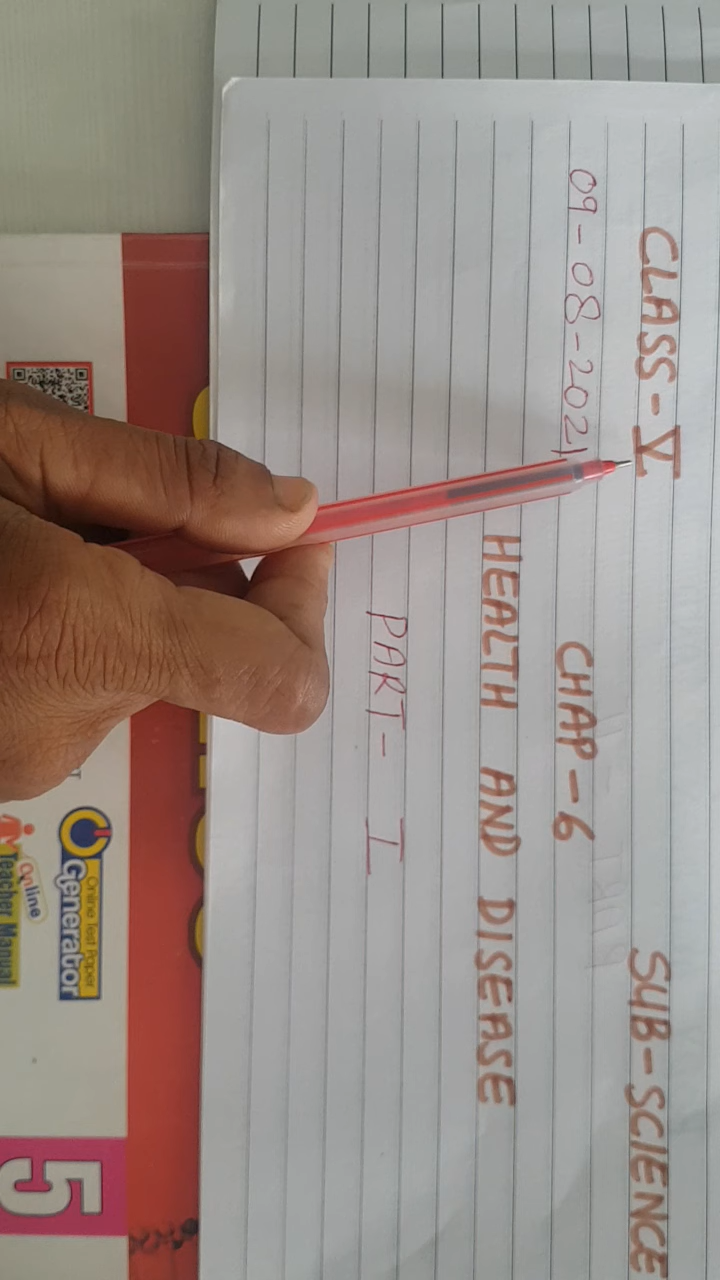 CLASS-V SUB-SCIENCE
09-08-2021
CHAP-6
HEALTH AND DISEASE
PART-I
Online Test Paper
Generator
Online
Teacher Manual
5